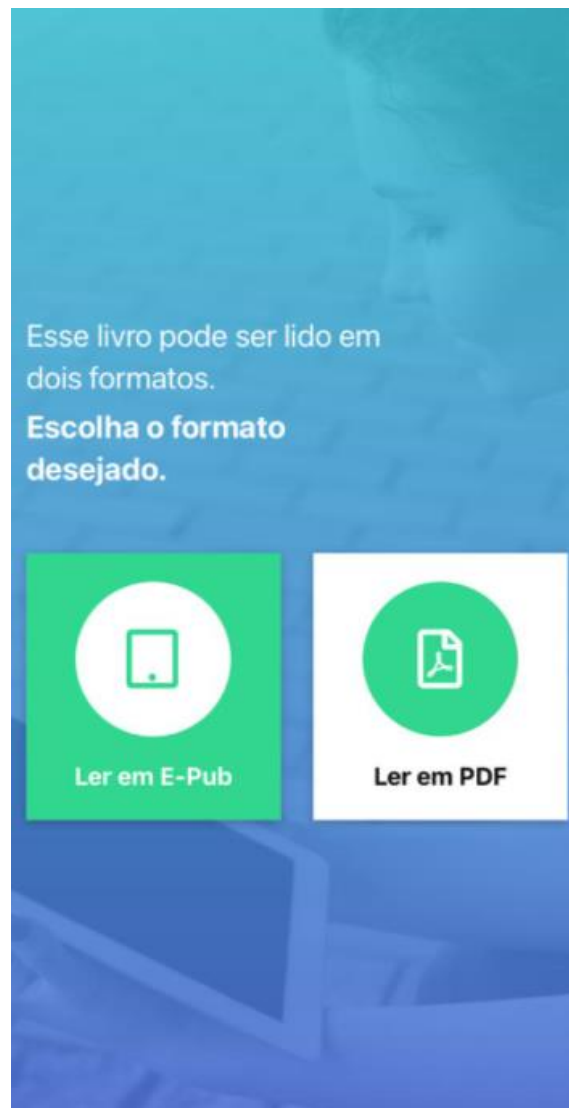 Esse livro pode ser lido em
dois formatos.
Escolha o formato
desejado.
Ler em E-Pub
Ler em PDF